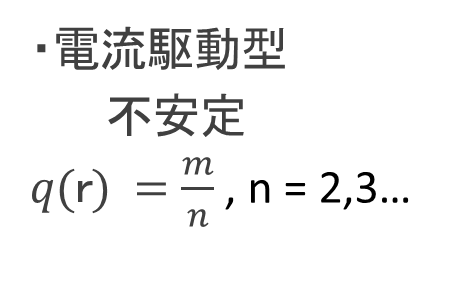 ・電流駆動型
不安定
q(r) = m/n , n = 2,3...